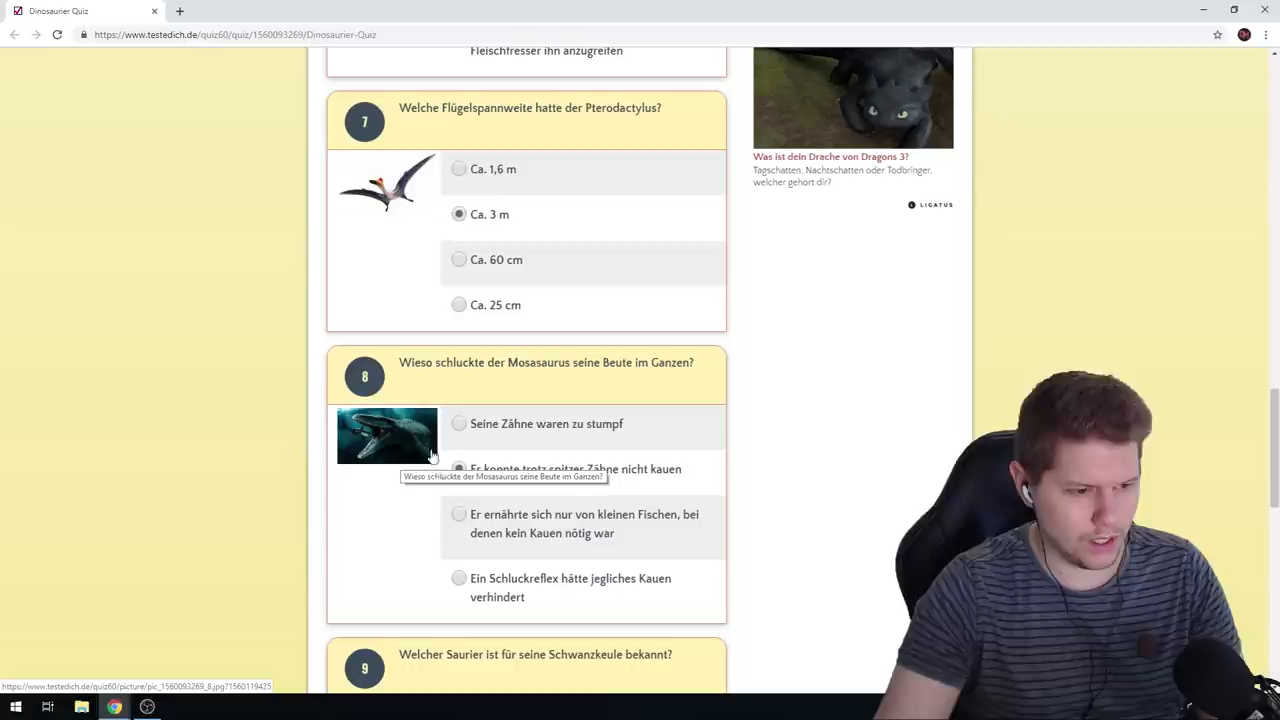 Dinosaurier Quiz
https://www.testedich.de/quiz60/quiz/1560093269/Dinosaurier-Quiz
Fleischfresser ihn anzugreifen
7
Welche Flügelspannweite hatte der Pterodactylus?
Ca. 1,6 m
Ca. 3 m
Ca. 60 cm
Ca. 25 cm
8
Wieso schluckte der Mosasaurus seine Beute im Ganzen?
Seine Zähne waren zu stumpf
Er konnte trotz spitzer Zähne nicht kauen
Wieso schluckte der Mosasaurus seine Beute im Ganzen?
Er ernährte sich nur von kleinen Fischen, bei
denen kein Kauen nötig war
Ein Schluckreflex hätte jegliches Kauen
verhindert
9
Welcher Saurier ist für seine Schwanzkeule bekannt?
Was ist dein Drache von Dragons 3?
Tagschatten, Nachtschatten oder Todbringer,
welcher gehört dir?
LIGATUS
https://www.testedich.de/quiz60/picture/pic_1560093269_8.jpg?1560119425